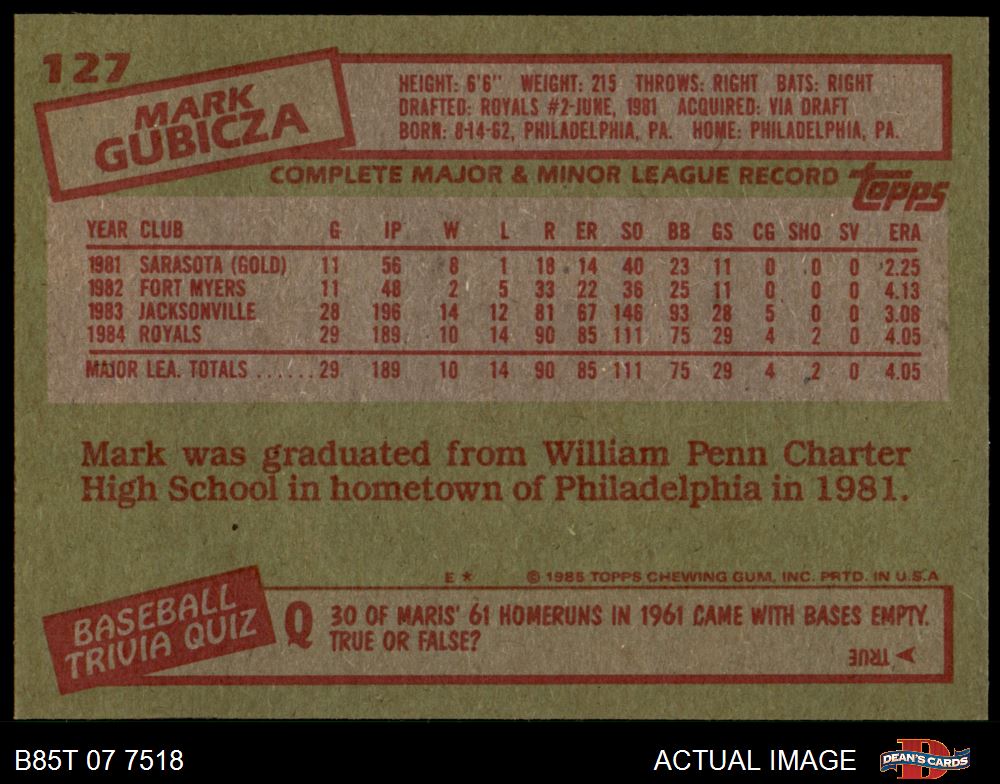 127
MARK
GUBICZA
HEIGHT: 6'6" WEIGHT: 215 THROWS: RIGHT BATS: RIGHT
DRAFTED: ROYALS #2-JUNE, 1981 ACQUIRED: VIA DRAFT
BORN: 8-14-62, PHILADELPHIA, PA. HOME: PHILADELPHIA, PA.
COMPLETE MAJOR & MINOR LEAGUE RECORD topps
YEAR CLUB G IP W L R ER SO BB GS CG SHO SV ERA
1981 SARASOTA (GOLD) 11 56 8 1 18 14 40 23 11 0 0 0 2.25
1982 FORT MYERS 11 48 2 5 33 22 36 25 11 0 0 0 4.13
1983 JACKSONVILLE 28 196 14 12 81 67 146 93 28 5 0 0 3.08
1984 ROYALS 29 189 10 14 90 85 111 75 29 4 2 0 4.05
MAJOR LEA. TOTALS ...... 29 189 10 14 90 85 111 75 29 4 2 0 4.05
Mark was graduated from William Penn Charter
High School in hometown of Philadelphia in 1981.
E * © 1985 TOPPS CHEWING GUM, INC. PRTD. IN U.S.A
BASEBALL
TRIVIA QUIZ
Q 30 OF MARIS' 61 HOMERUNS IN 1961 CAME WITH BASES EMPTY.
TRUE OR FALSE?
TRUE
B85T 07 7518 ACTUAL IMAGE DEAN'S CARDS